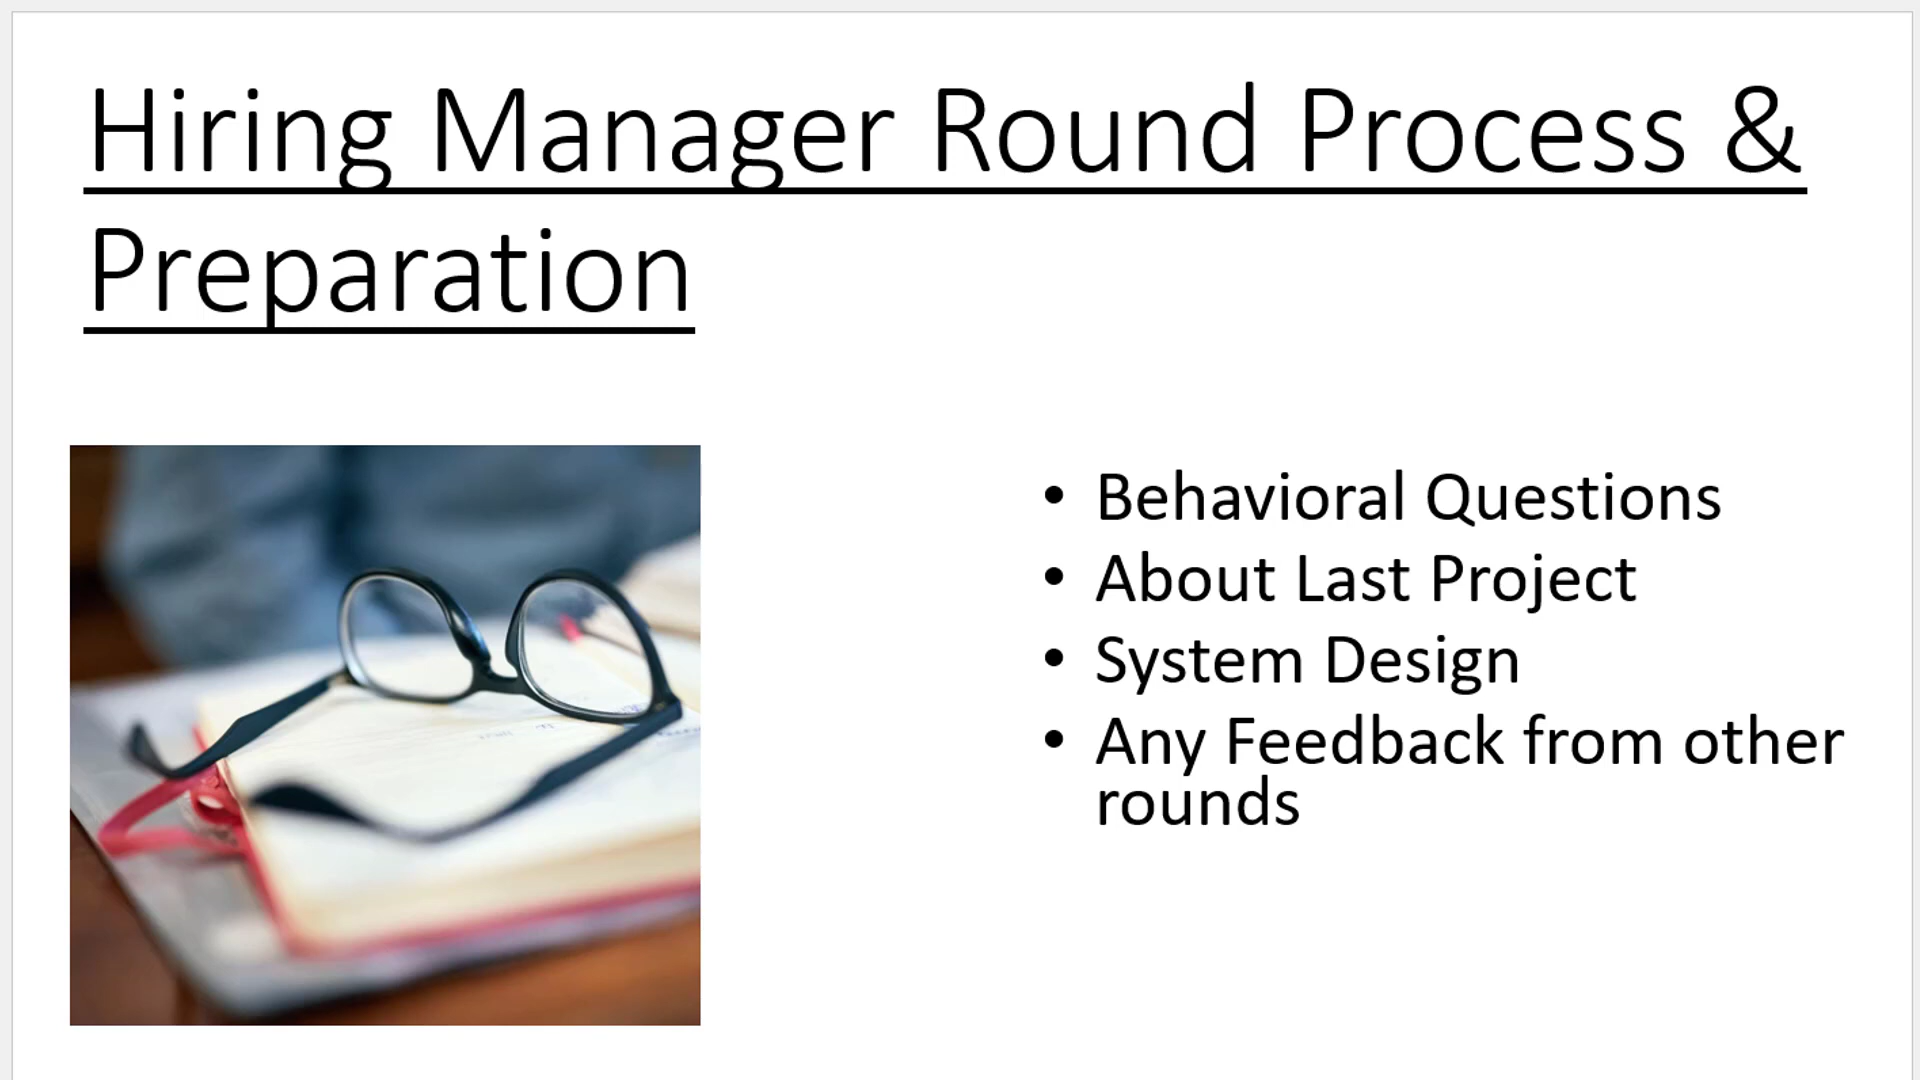 Hiring Manager Round Process &
Preparation
• Behavioral Questions
• About Last Project
• System Design
• Any Feedback from other
rounds